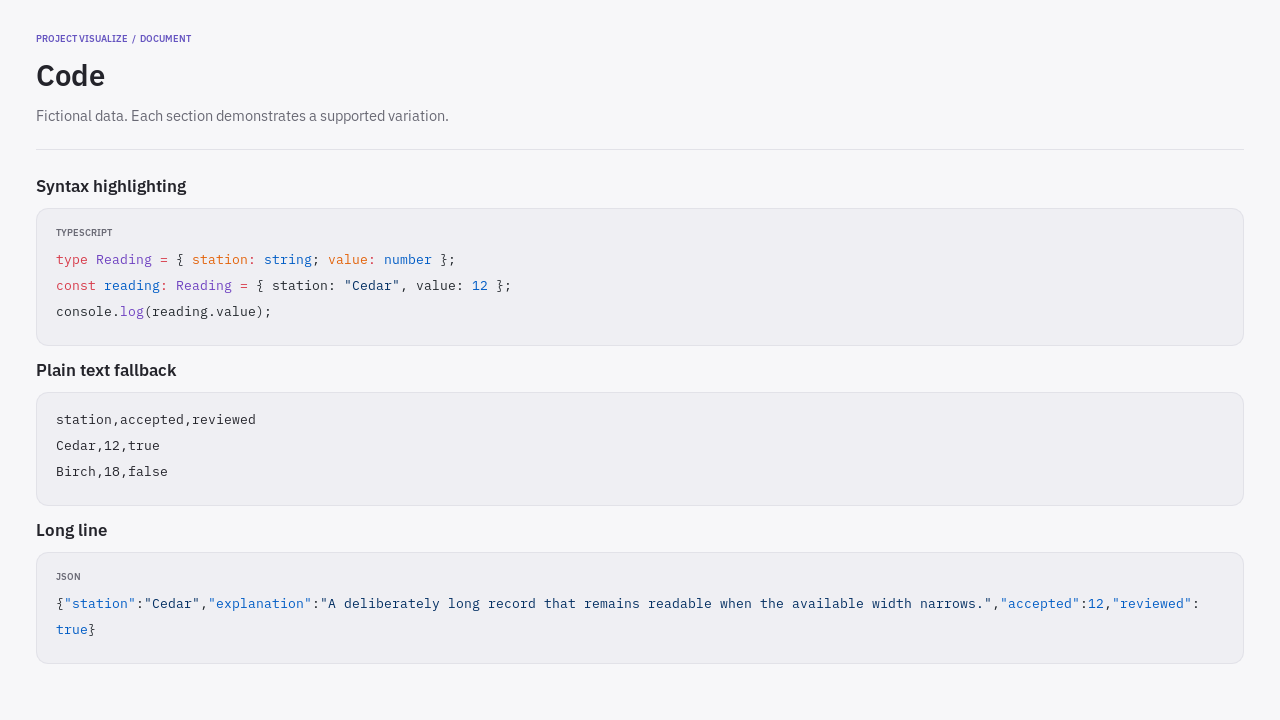 PROJECT VISUALIZE / DOCUMENT
Code
Fictional data. Each section demonstrates a supported variation.
Syntax highlighting
TYPESCRIPT
type Reading = { station: string; value: number };
const reading: Reading = { station: "Cedar", value: 12 };
console.log(reading.value);
Plain text fallback
station,accepted,reviewed
Cedar,12,true
Birch,18,false
Long line
JSON
{"station":"Cedar","explanation":"A deliberately long record that remains readable when the available width narrows.","accepted":12,"reviewed":
true}